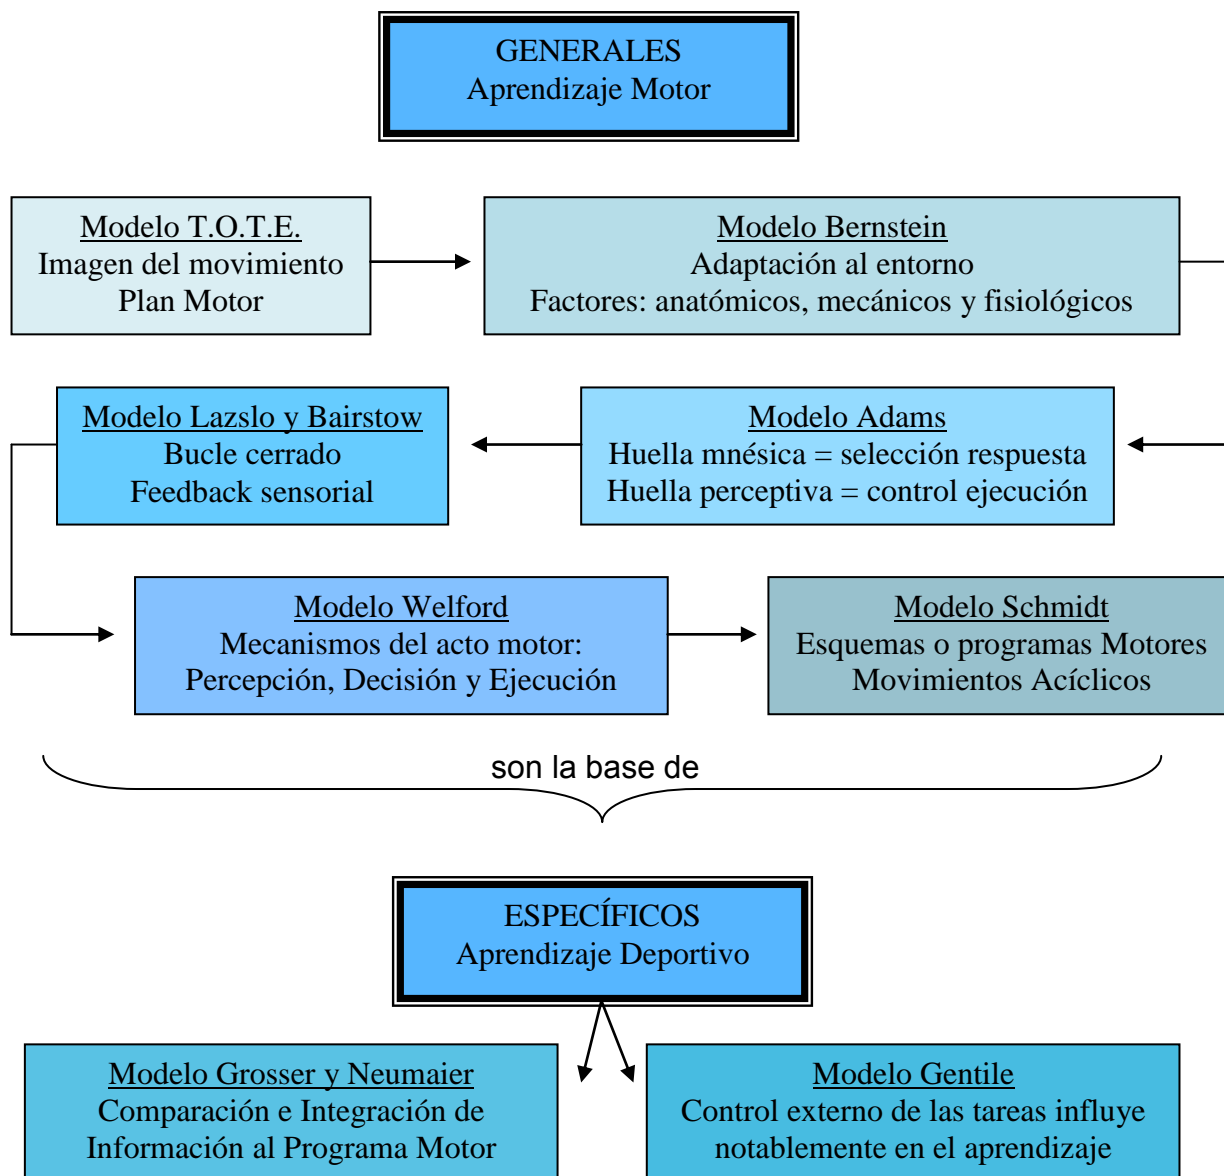 GENERALES
Aprendizaje Motor
Modelo T.O.T.E.
Imagen del movimiento
Plan Motor
Modelo Bernstein
Adaptación al entorno
Factores: anatómicos, mecánicos y fisiológicos
Modelo Lazslo y Bairstow
Bucle cerrado
Feedback sensorial
Modelo Adams
Huella mnésica = selección respuesta
Huella perceptiva = control ejecución
Modelo Welford
Mecanismos del acto motor:
Percepción, Decisión y Ejecución
Modelo Schmidt
Esquemas o programas Motores
Movimientos Acíclicos
son la base de
ESPECÍFICOS
Aprendizaje Deportivo
Modelo Grosser y Neumaier
Comparación e Integración de
Información al Programa Motor
Modelo Gentile
Control externo de las tareas influye
notablemente en el aprendizaje